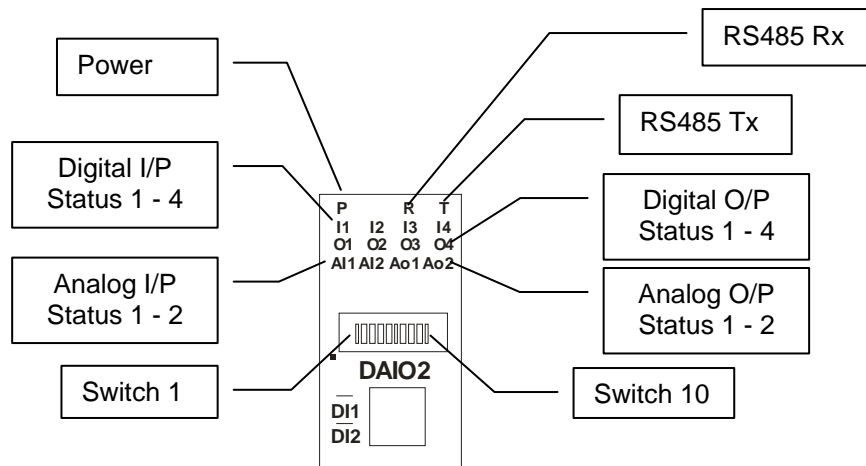 RS485 Rx
Power
RS485 Tx
Digital I/P
Status 1 - 4
Digital O/P
Status 1 - 4
P R T
I1 I2 I3 I4
O1 O2 O3 O4
AI1 AI2 Ao1 Ao2
Analog I/P
Status 1 - 2
Analog O/P
Status 1 - 2
Switch 1
DAIO2
Switch 10
DI1
DI2